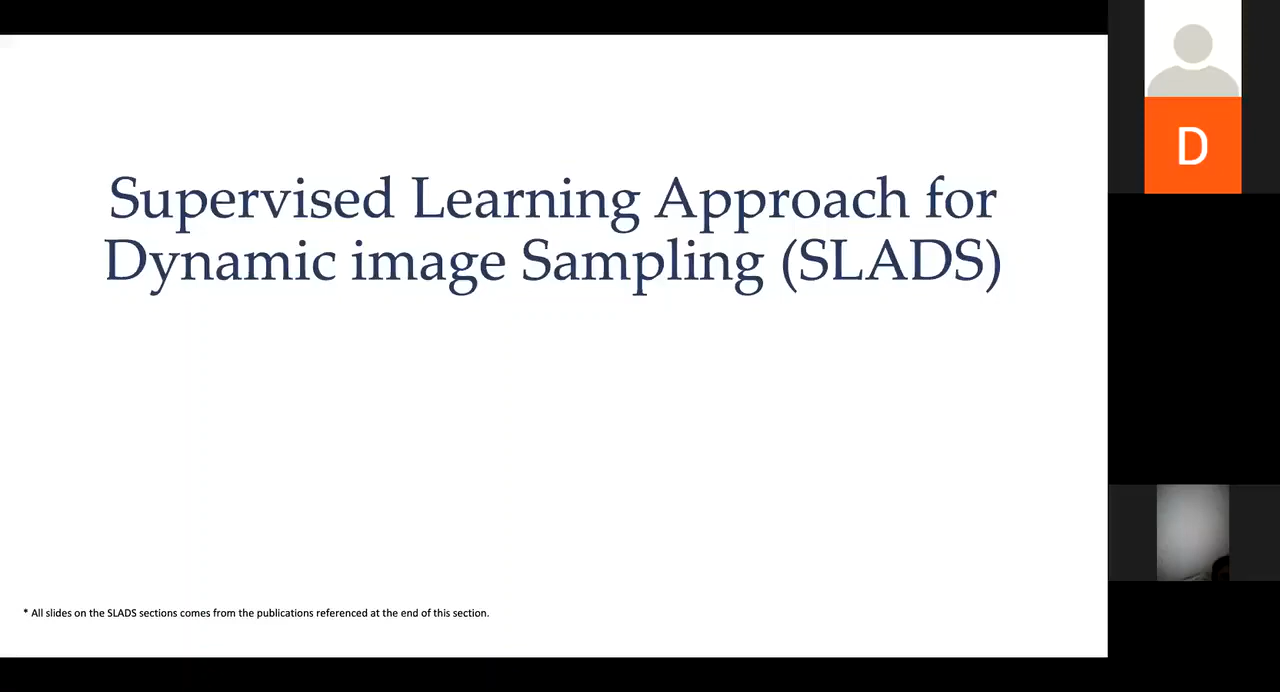 Supervised Learning Approach for
Dynamic image Sampling (SLADS)
* All slides on the SLADS sections comes from the publications referenced at the end of this section.
D